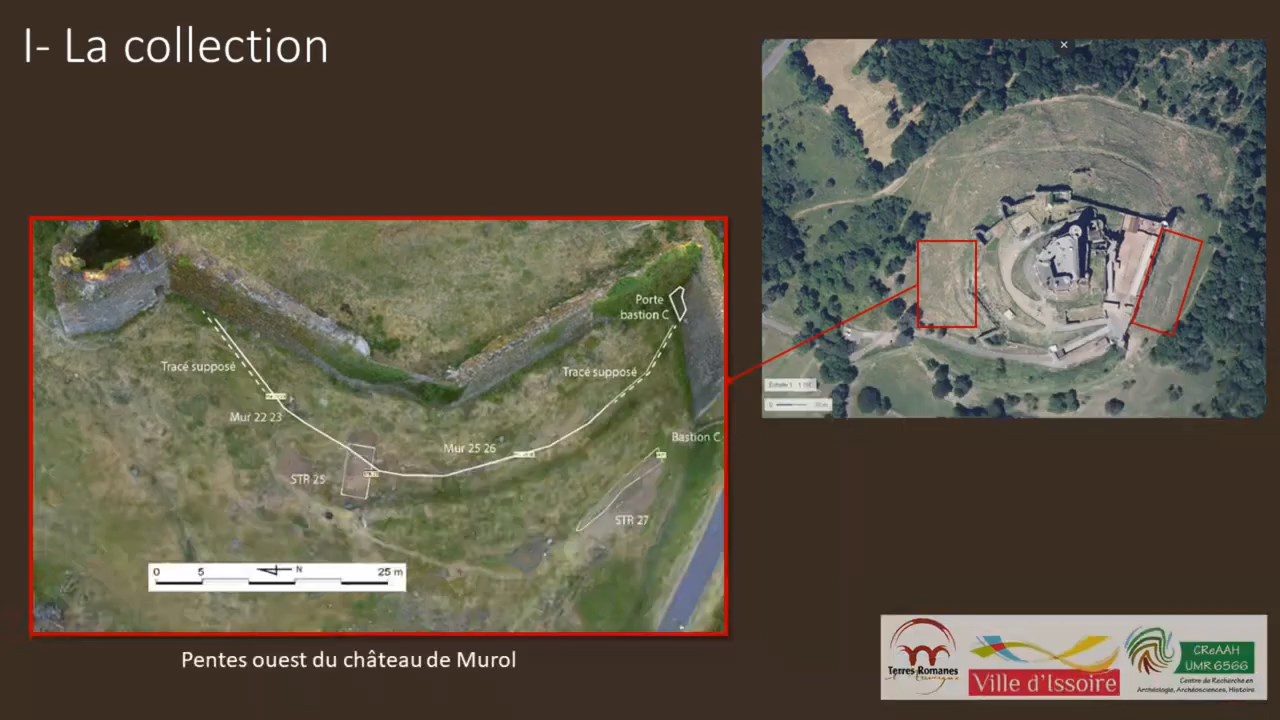 I- La collection
Porte
bastion C
Tracé supposé
Tracé supposé
Mur 22 23
Mur 25 26
Bastion C
STR 25
STR 27
0 5 N 25 m
Pentes ouest du château de Murol
Terres Romanes
d'Auvergne
Ville d'Issoire
CReAAH
UMR 6566
Centre de Recherche en
Archéologie, Archéosciences, Histoire